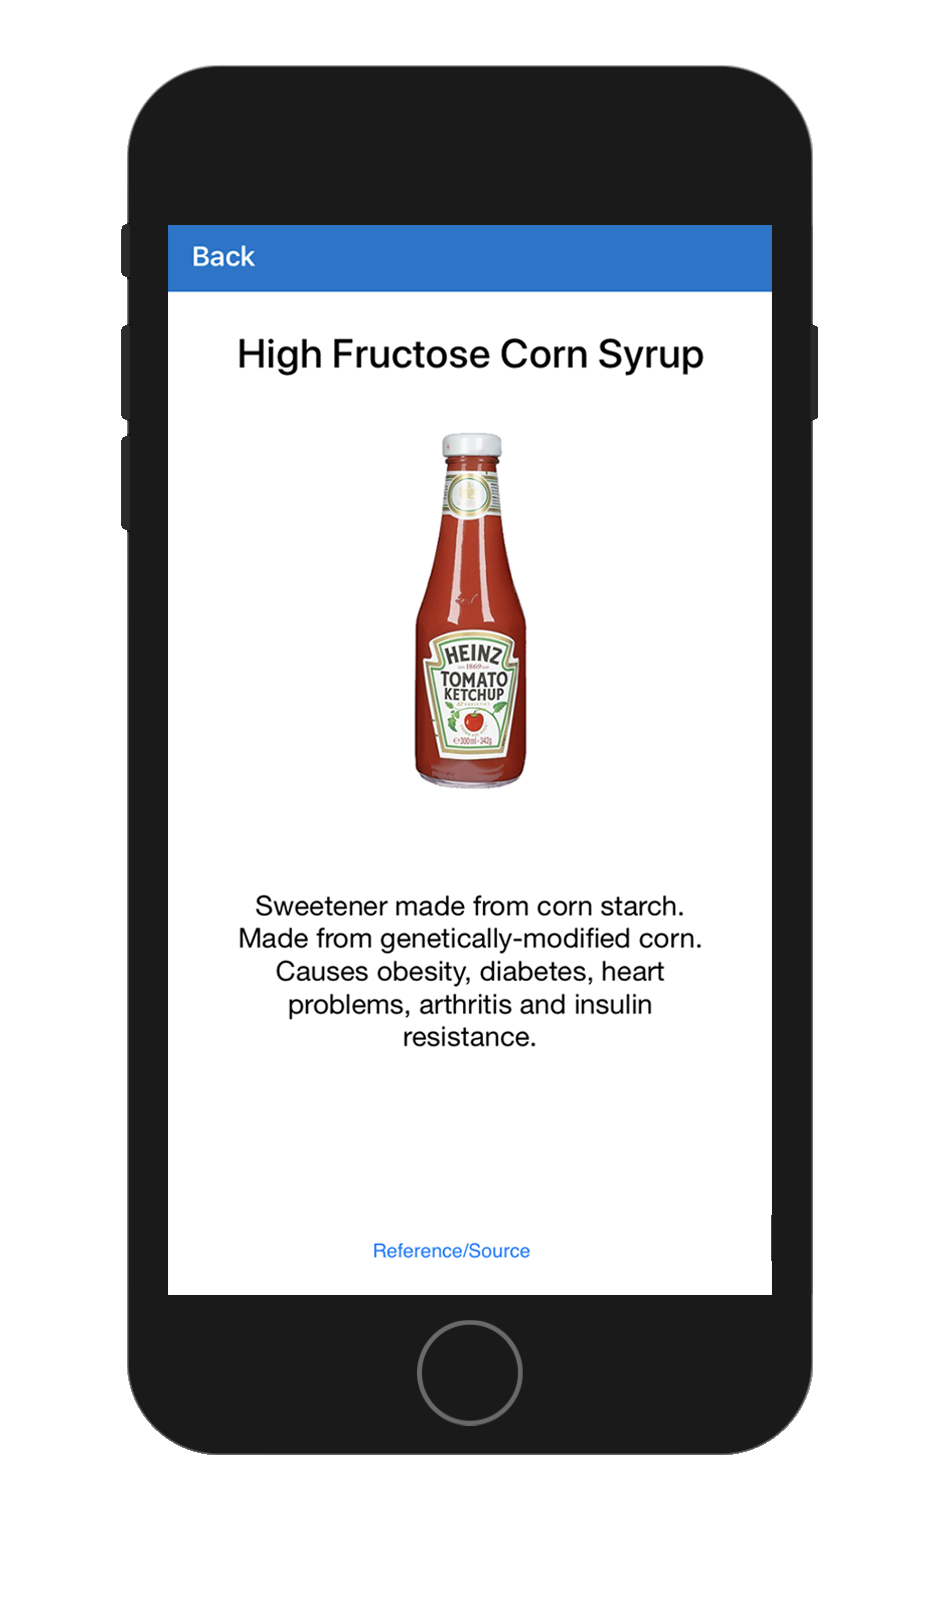 Back
High Fructose Corn Syrup
HEINZ
1869
TOMATO
KETCHUP
℮300ml-342g
Sweetener made from corn starch.
Made from genetically-modified corn.
Causes obesity, diabetes, heart
problems, arthritis and insulin
resistance.
Reference/Source